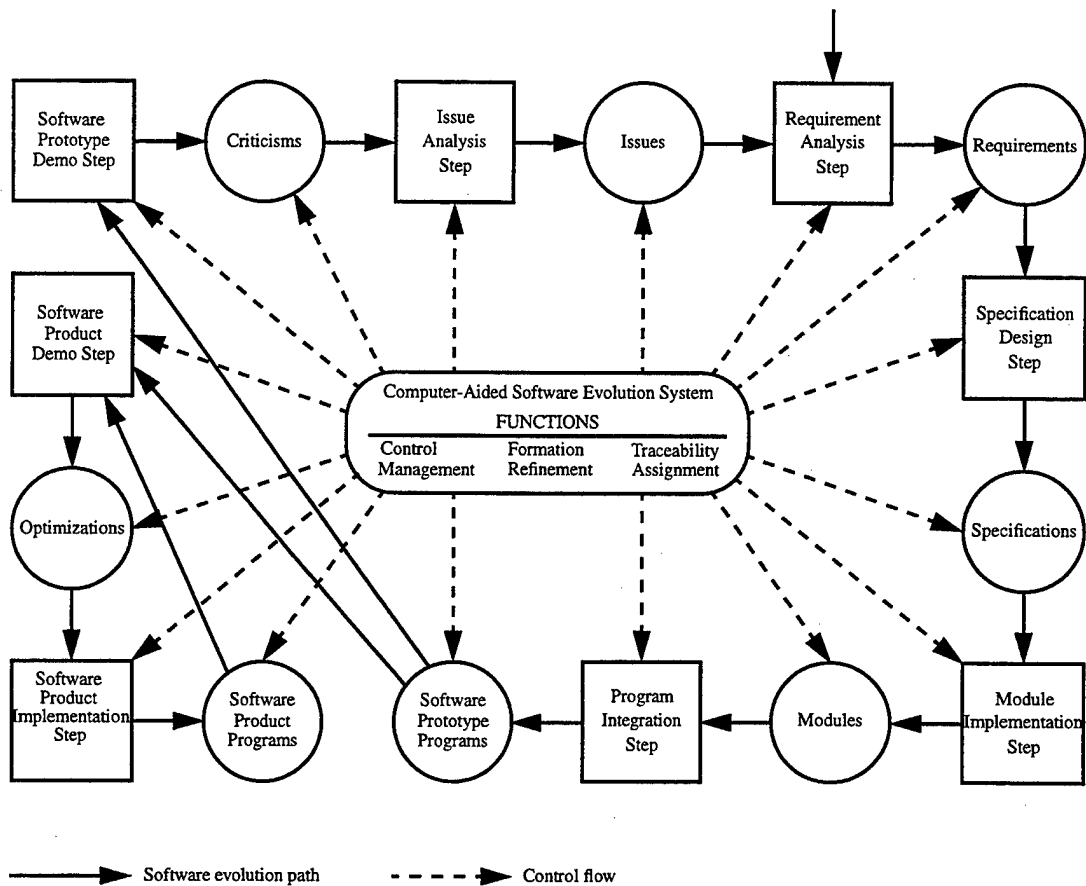 Software
Prototype
Demo Step
Criticisms
Issue
Analysis
Step
Issues
Requirement
Analysis
Step
Requirements
Software
Product
Demo Step
Specification
Design
Step
Computer-Aided Software Evolution System
FUNCTIONS
Control Formation Traceability
Management Refinement Assignment
Optimizations
Specifications
Software
Product
Implementation
Step
Software
Product
Programs
Software
Prototype
Programs
Program
Integration
Step
Modules
Module
Implementation
Step
Software evolution path
Control flow